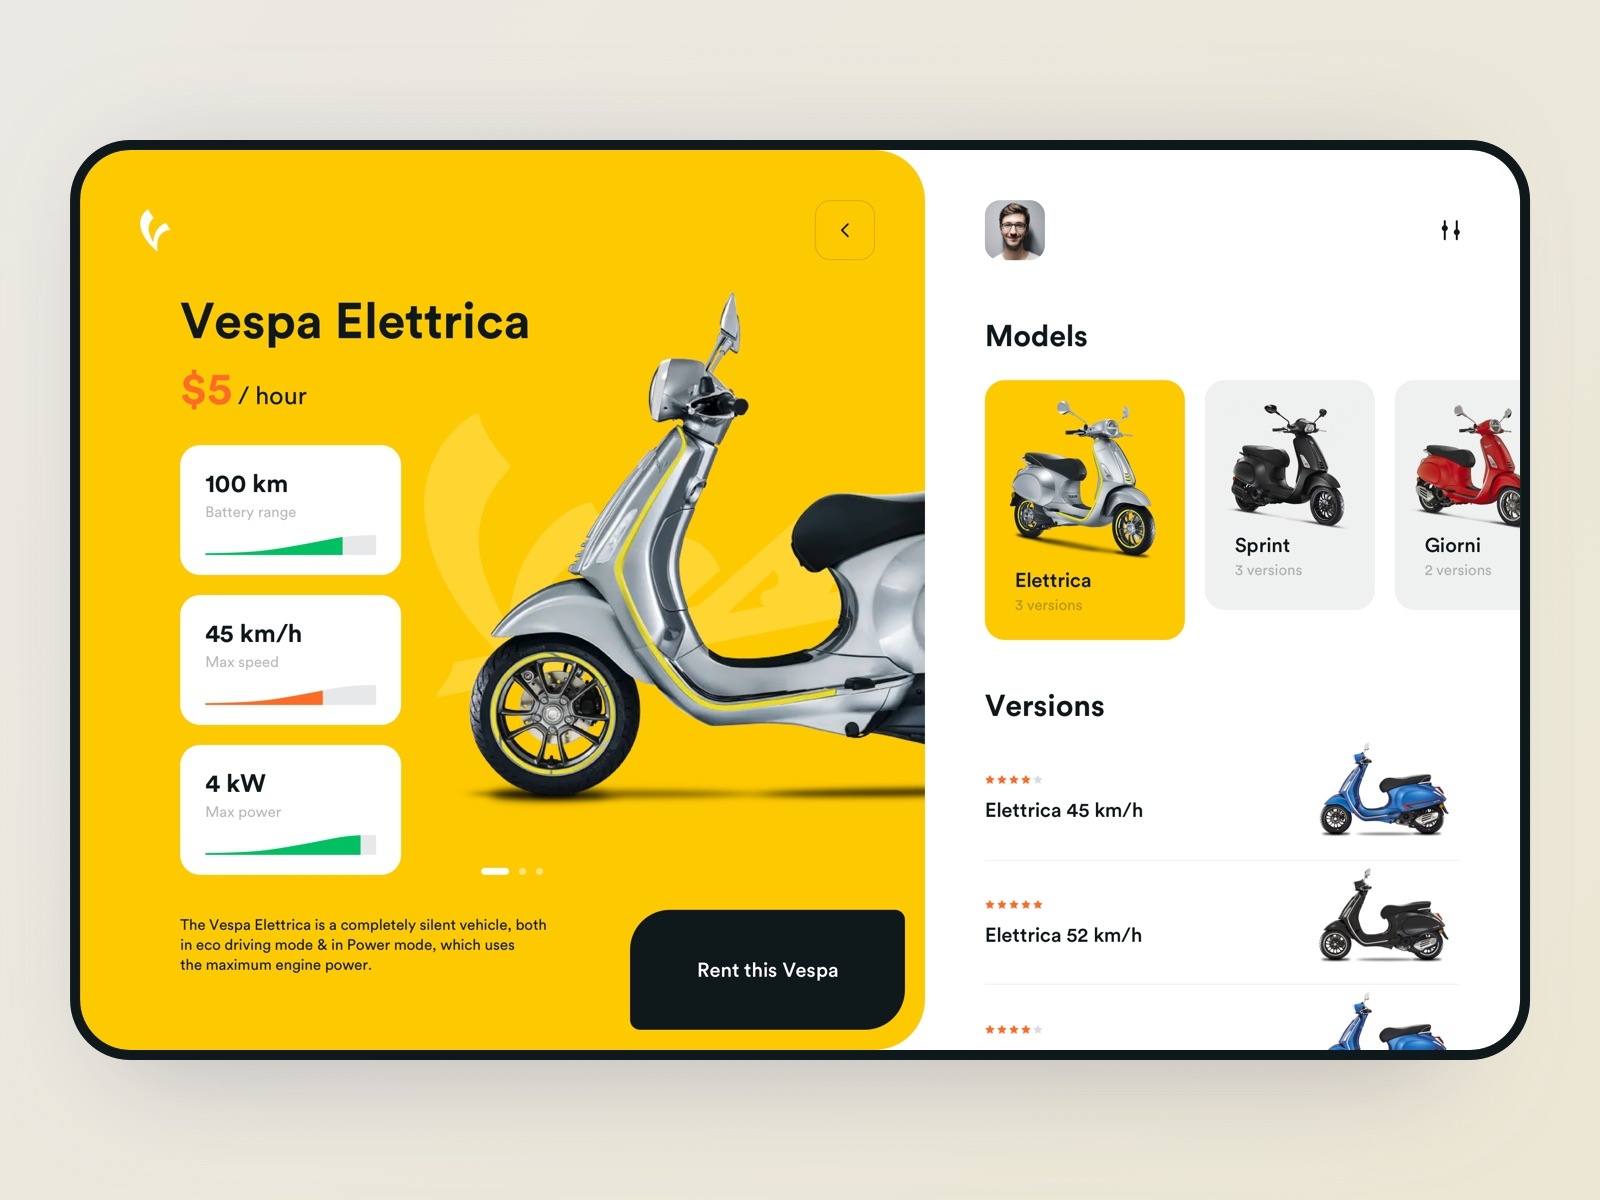 Vespa Elettrica
$5 / hour
100 km
Battery range
45 km/h
Max speed
4 kW
Max power
The Vespa Elettrica is a completely silent vehicle, both
in eco driving mode & in Power mode, which uses
the maximum engine power.
Rent this Vespa
Models
Elettrica
3 versions
Sprint
3 versions
Giorni
2 versions
Versions
Elettrica 45 km/h
Elettrica 52 km/h